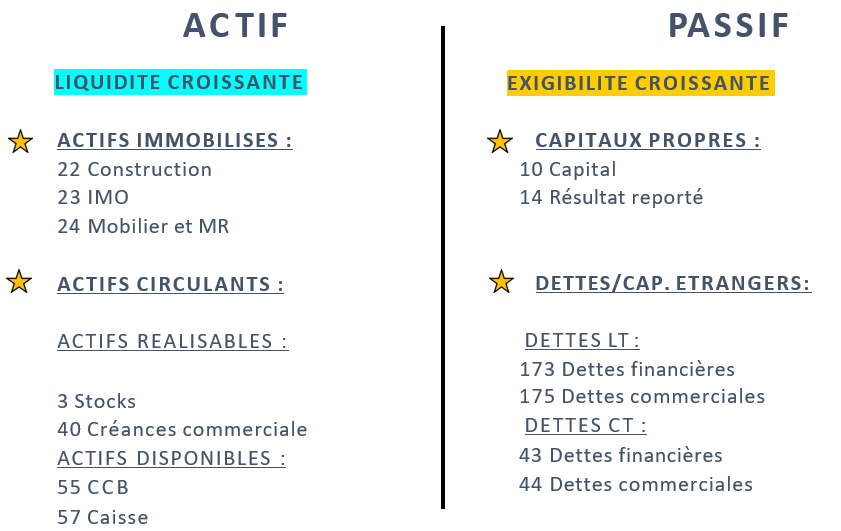 ACTIF
LIQUIDITE CROISSANTE
ACTIFS IMMOBILISES :
22 Construction
23 IMO
24 Mobilier et MR
ACTIFS CIRCULANTS :
ACTIFS REALISABLES :
3 Stocks
40 Créances commerciale
ACTIFS DISPONIBLES :
55 CCB
57 Caisse
PASSIF
EXIGIBILITE CROISSANTE
CAPITAUX PROPRES :
10 Capital
14 Résultat reporté
DETTES/CAP. ETRANGERS:
DETTES LT :
173 Dettes financières
175 Dettes commerciales
DETTES CT :
43 Dettes financières
44 Dettes commerciales